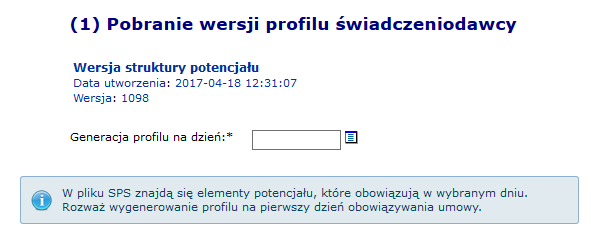 (1) Pobranie wersji profilu świadczeniodawcy
Wersja struktury potencjału
Data utworzenia: 2017-04-18 12:31:07
Wersja: 1098
Generacja profilu na dzień:*
W pliku SPS znajdą się elementy potencjału, które obowiązują w wybranym dniu.
Rozważ wygenerowanie profilu na pierwszy dzień obowiązywania umowy.